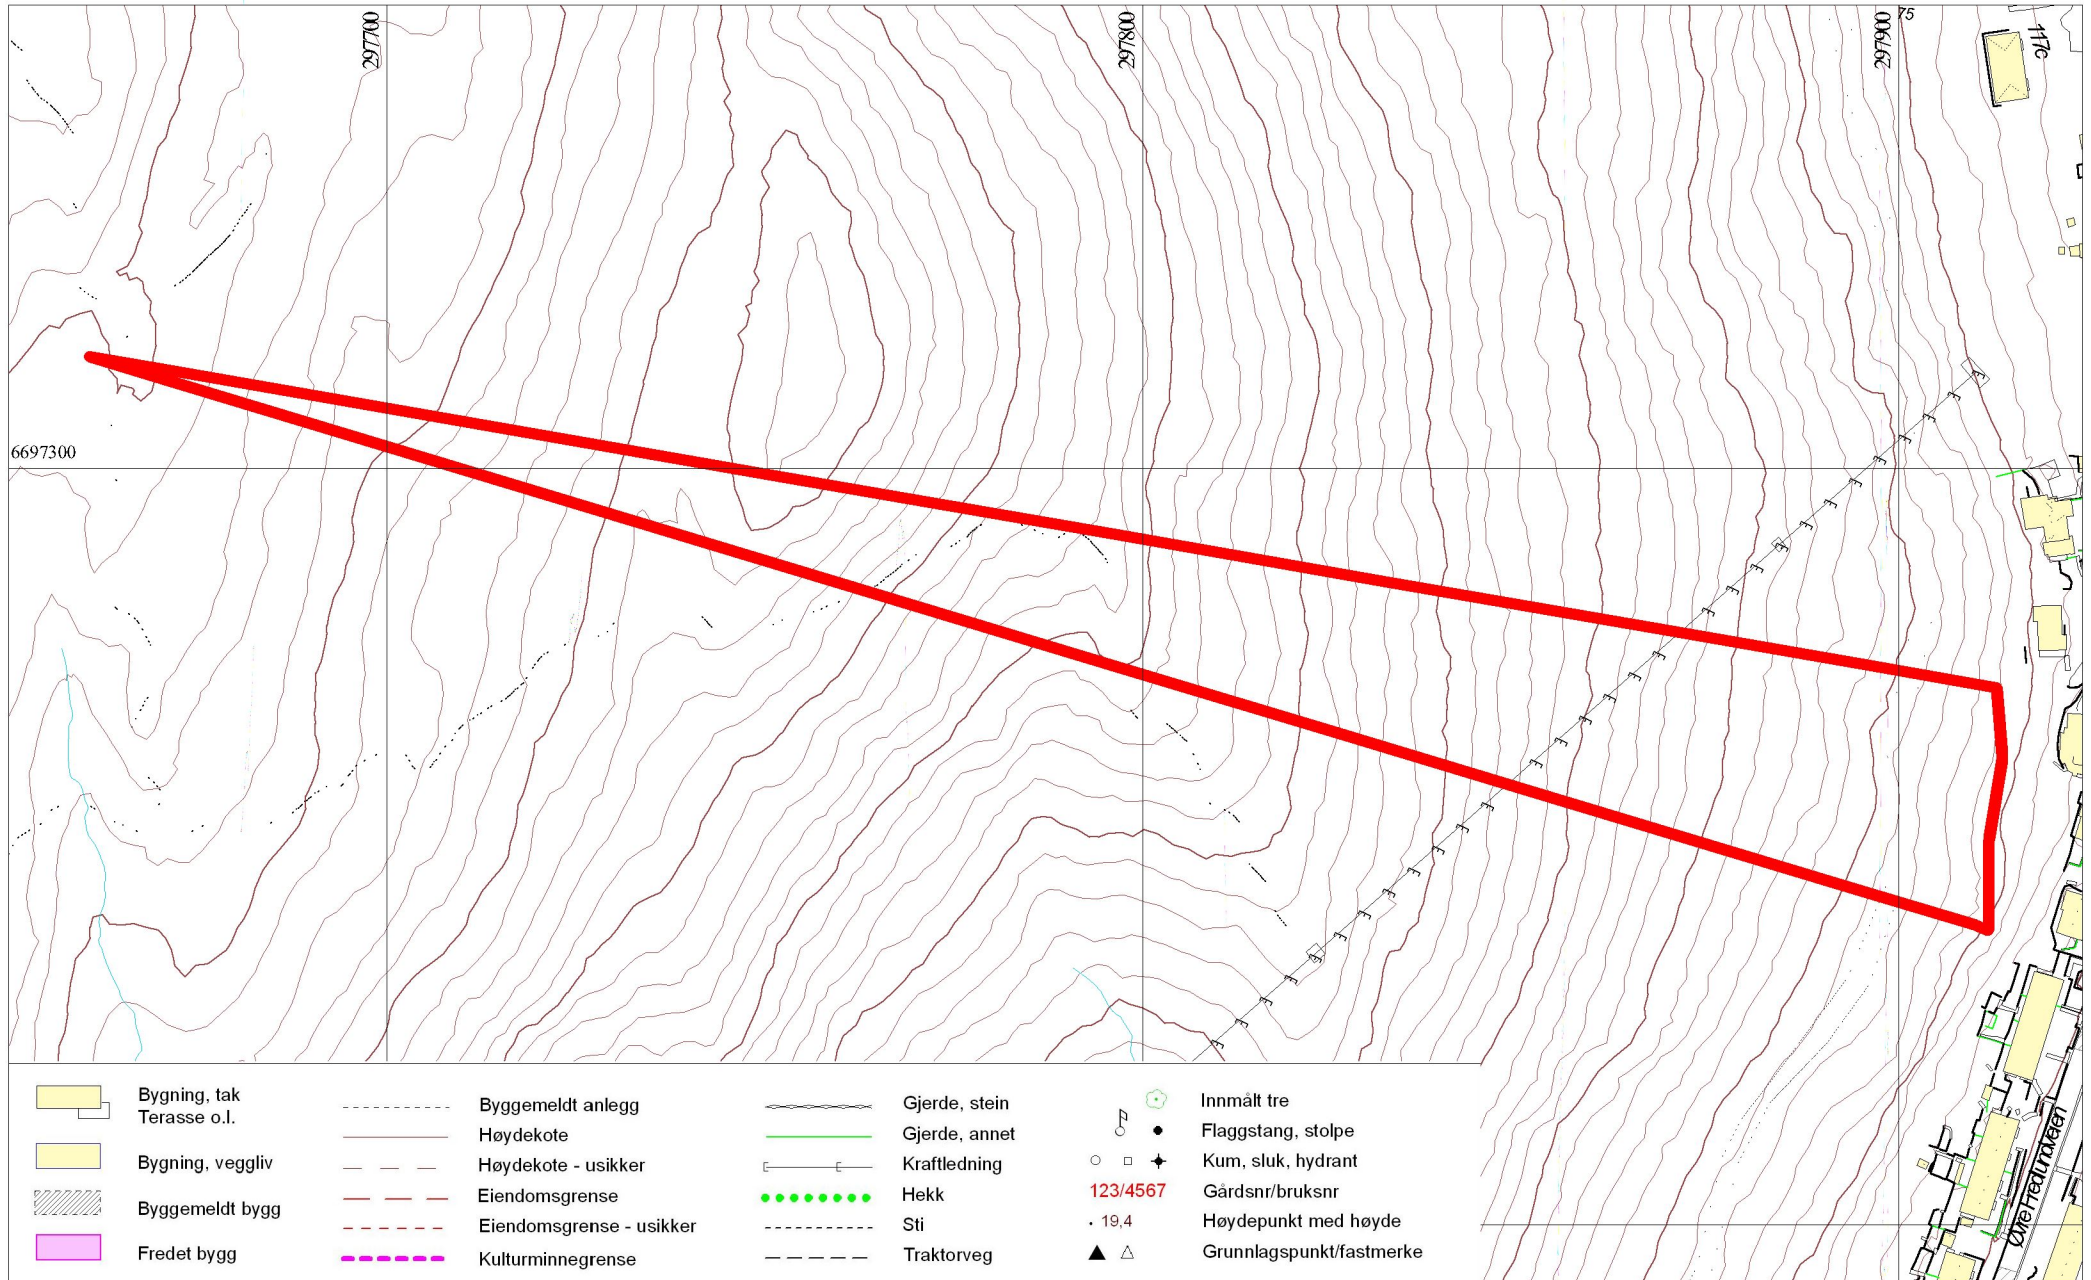 297700
297800
297900
75
117c
6697300
Bygning, tak
Terasse o.l.
Bygning, veggliv
Byggemeldt bygg
Fredet bygg
Byggemeldt anlegg
Høydekote
Høydekote - usikker
Eiendomsgrense
Eiendomsgrense - usikker
Kulturminnegrense
Gjerde, stein
Gjerde, annet
Kraftledning
Hekk
Sti
Traktorveg
Innmålt tre
Flaggstang, stolpe
Kum, sluk, hydrant
123/4567 Gårdsnr/bruksnr
19,4 Høydepunkt med høyde
Grunnlagspunkt/fastmerke
Øvre